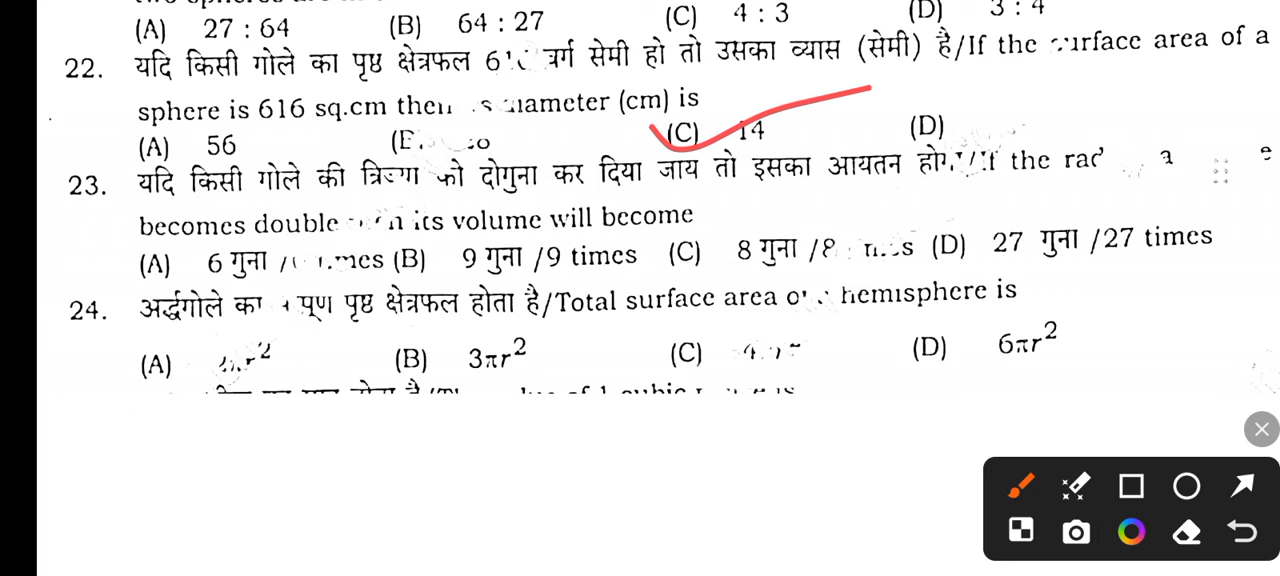 (A) 27 : 64 (B) 64 : 27 (C) 4 : 3 (D) 3 : 4
22. यदि किसी गोले का पृष्ठ क्षेत्रफल वर्ग सेमी हो तो उसका व्यास (सेमी) है/If the surface area of a
sphere is 616 sq.cm then diameter (cm) is
(A) 56 (C) 14 (D)
23. यदि किसी गोले की त्रिज्या को दोगुना कर दिया जाय तो इसका आयतन होगा/If the
becomes double its volume will become
(A) 6 गुना (B) 9 गुना /9 times (C) 8 गुना /8 times (D) 27 गुना /27 times
24. अर्द्धगोले का पृष्ठ क्षेत्रफल होता है/Total surface area hemisphere is
(A) (B) 3πr² (C) (D) 6πr²